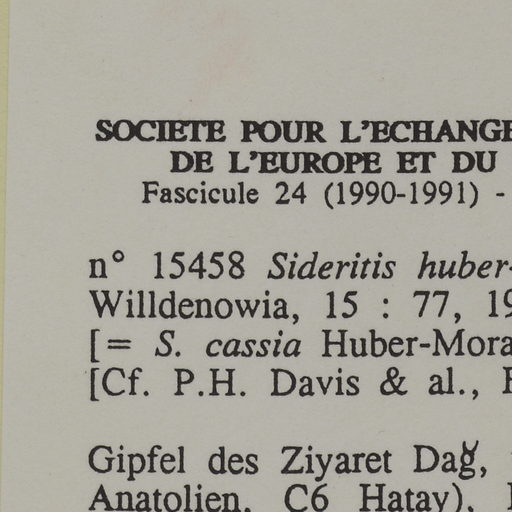 SOCIETE POUR L'ECHANGE
DE L'EUROPE ET DU
Fascicule 24 (1990-1991) -
n° 15458 Sideritis huber-
Willdenowia, 15 : 77, 19
[= S. cassia Huber-Mora
[Cf. P.H. Davis & al.,
Gipfel des Ziyaret Dağ,
Anatolien, C6 Hatay),